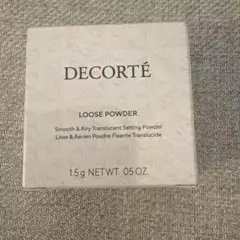 DECORTÉ
LOOSE POWDER
Smooth & Airy Translucent Setting Powder
Lisse & Aérien Poudre Fixante Translucide
1.5g NET WT. .05 OZ.